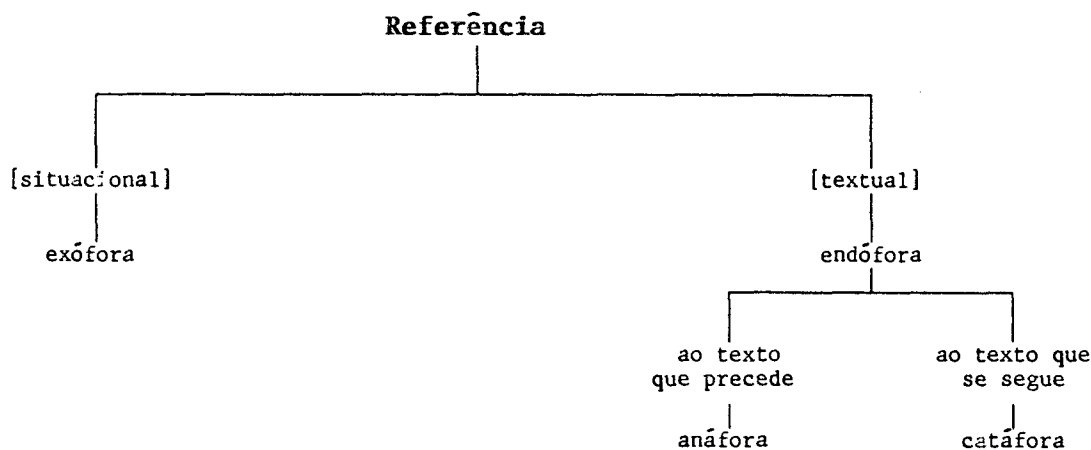 Referência
[situacional]
[textual]
exófora
endófora
ao texto
que precede
ao texto que
se segue
anáfora
catáfora